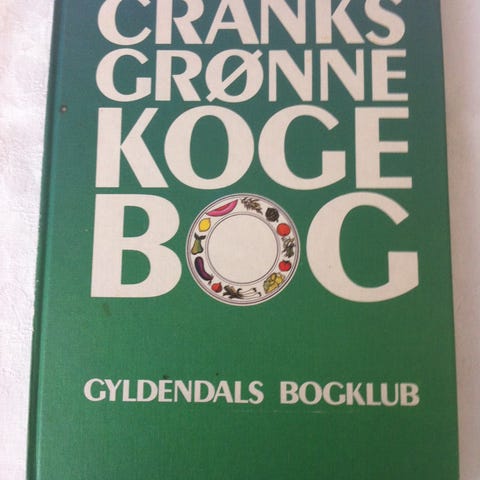 CRANKS
GRØNNE
KOGE
BOG
GYLDENDALS BOGKLUB